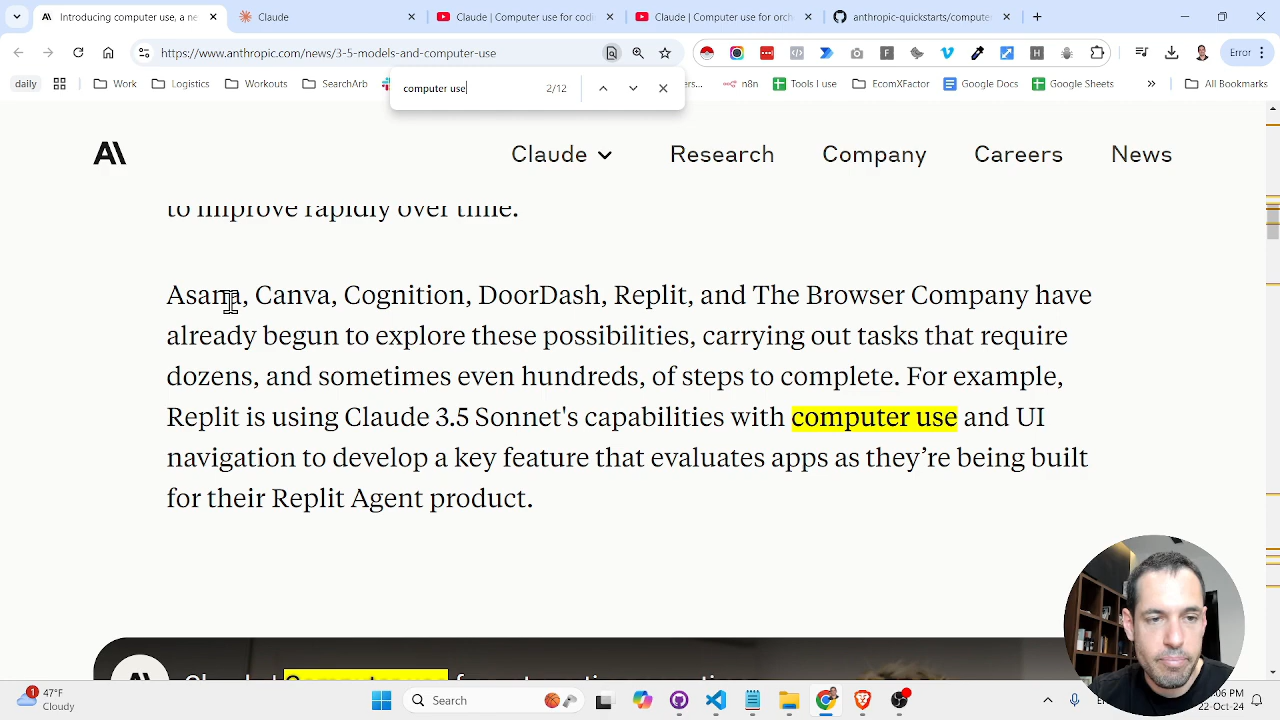 Introducing computer use, a ne
Claude
Claude | Computer use for codi
Claude | Computer use for orch
anthropic-quickstarts/compute
https://www.anthropic.com/news/3-5-models-and-computer-use
Error
daily
Work
Logistics
Workouts
SearchArb
ers...
n8n
Tools I use
EcomXFactor
Google Docs
Google Sheets
»
All Bookmarks
computer use
2/12
Claude
Research
Company
Careers
News
to improve rapidly over time.
Asana, Canva, Cognition, DoorDash, Replit, and The Browser Company have
already begun to explore these possibilities, carrying out tasks that require
dozens, and sometimes even hundreds, of steps to complete. For example,
Replit is using Claude 3.5 Sonnet's capabilities with computer use and UI
navigation to develop a key feature that evaluates apps as they’re being built
for their Replit Agent product.
1
47°F
Cloudy
Search
:06 PM
22-Oct-24